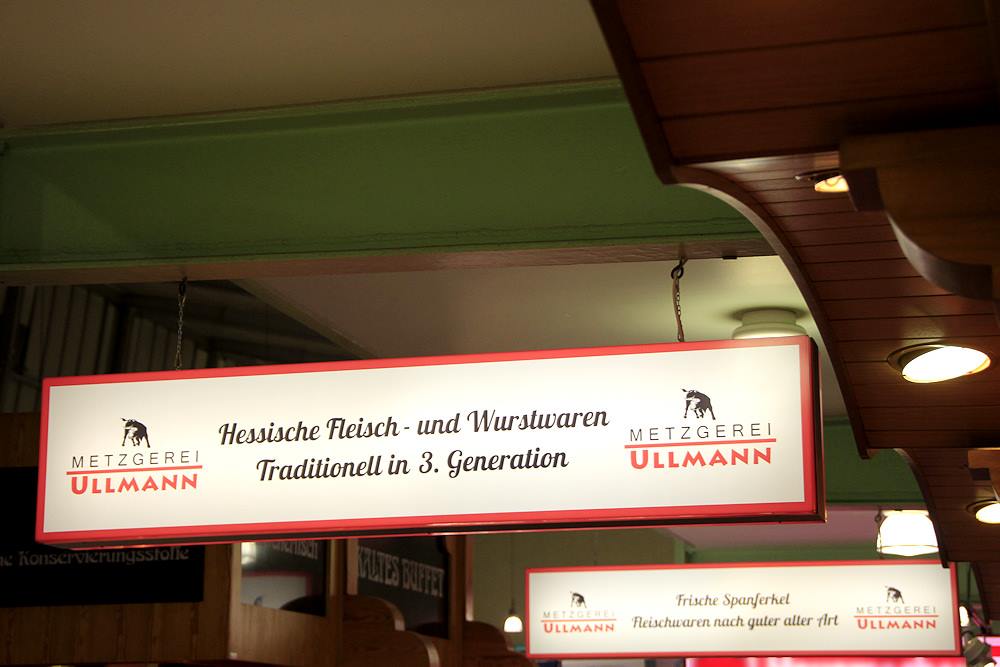 METZGEREI
ULLMANN
Hessische Fleisch - und Wurstwaren
Traditionell in 3. Generation
METZGEREI
ULLMANN
Konservierungsstoffe
KALTES BUFFET
METZGEREI
ULLMANN
Frische Spanferkel
Fleischwaren nach guter alter Art
METZGEREI
ULLMANN